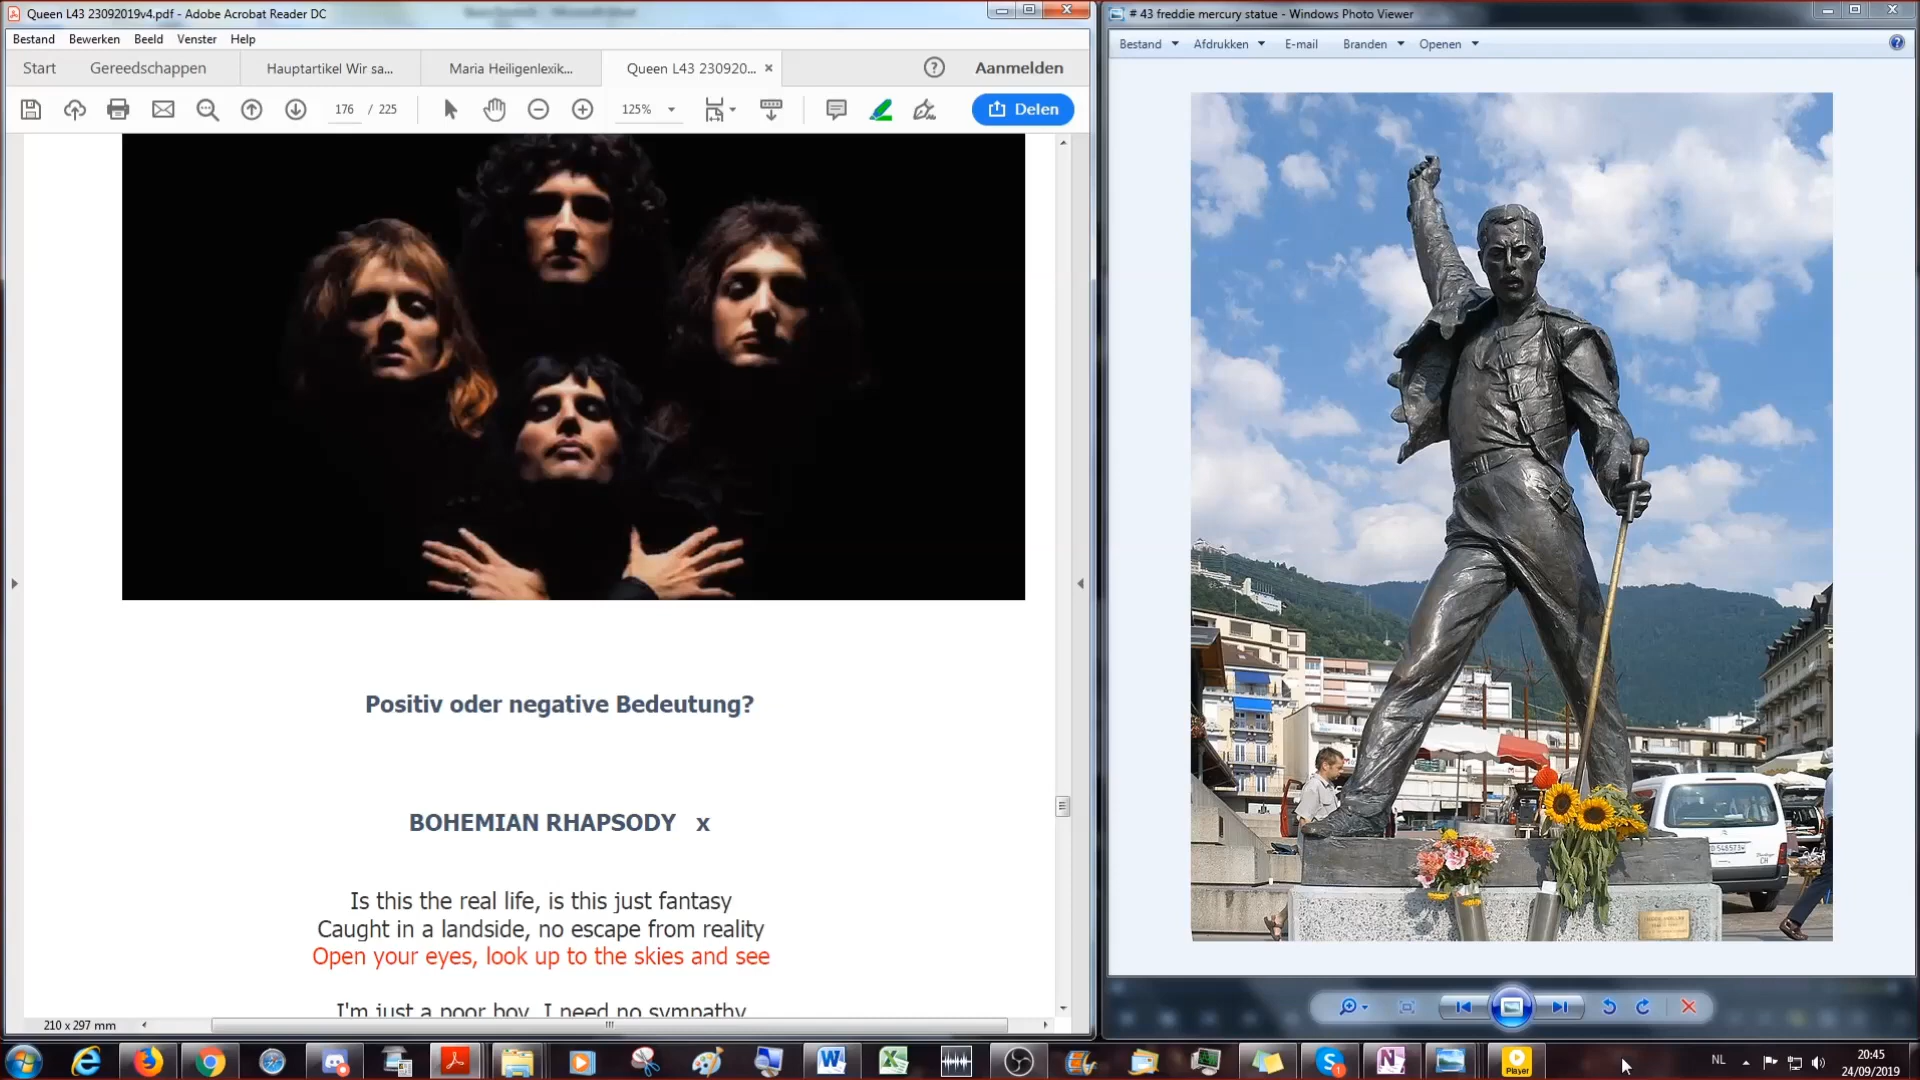 Queen L43 23092019v4.pdf - Adobe Acrobat Reader DC
Bestand Bewerken Beeld Venster Help
Start Gereedschappen Hauptartikel Wir sa... Maria Heiligenlexik... Queen L43 230920... × Aanmelden
176 / 225 125% Delen
Positiv oder negative Bedeutung?
BOHEMIAN RHAPSODY x
Is this the real life, is this just fantasy
Caught in a landside, no escape from reality
Open your eyes, look up to the skies and see
I'm just a poor boy, I need no sympathy
210 x 297 mm
# 43 freddie mercury statue - Windows Photo Viewer
Bestand Afdrukken E-mail Branden Openen
NL 20:45
24/09/2019
Player